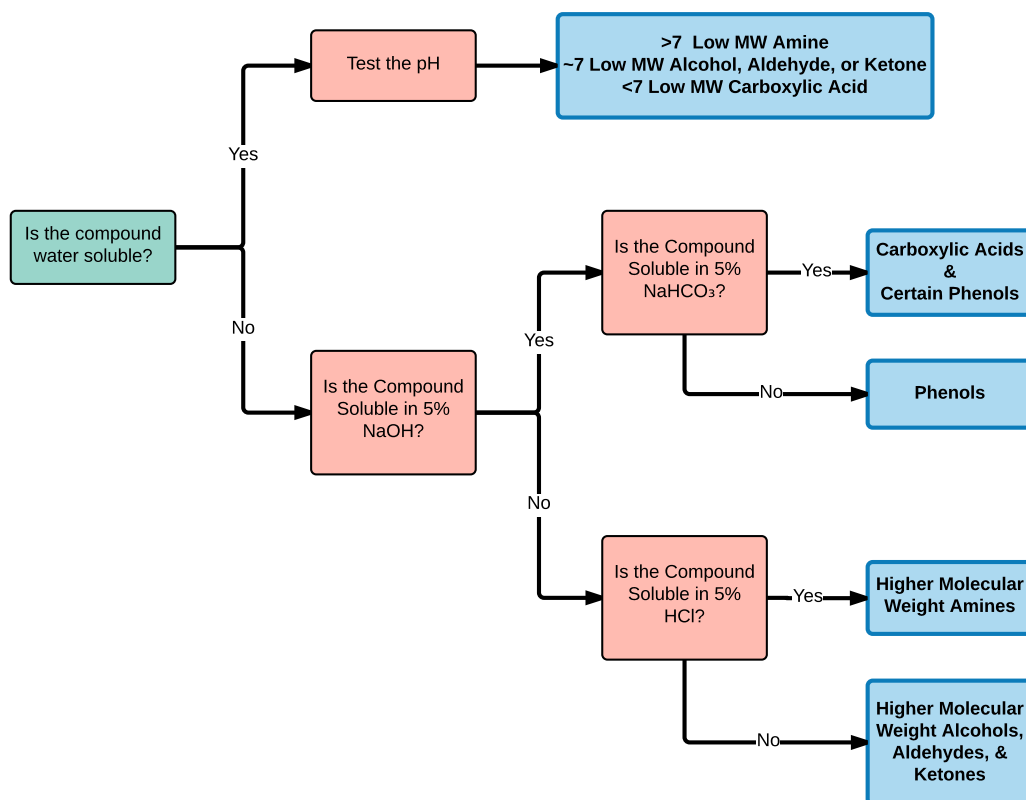 Test the pH
>7  Low MW Amine
~7 Low MW Alcohol, Aldehyde, or Ketone
<7 Low MW Carboxylic Acid
Yes
Is the compound
water soluble?
No
Is the Compound
Soluble in 5%
NaOH?
Yes
Is the Compound
Soluble in 5%
NaHCO₃?
Yes
Carboxylic Acids
&
Certain Phenols
No
Phenols
No
Is the Compound
Soluble in 5%
HCl?
Yes
Higher Molecular
Weight Amines
No
Higher Molecular
Weight Alcohols,
Aldehydes, &
Ketones